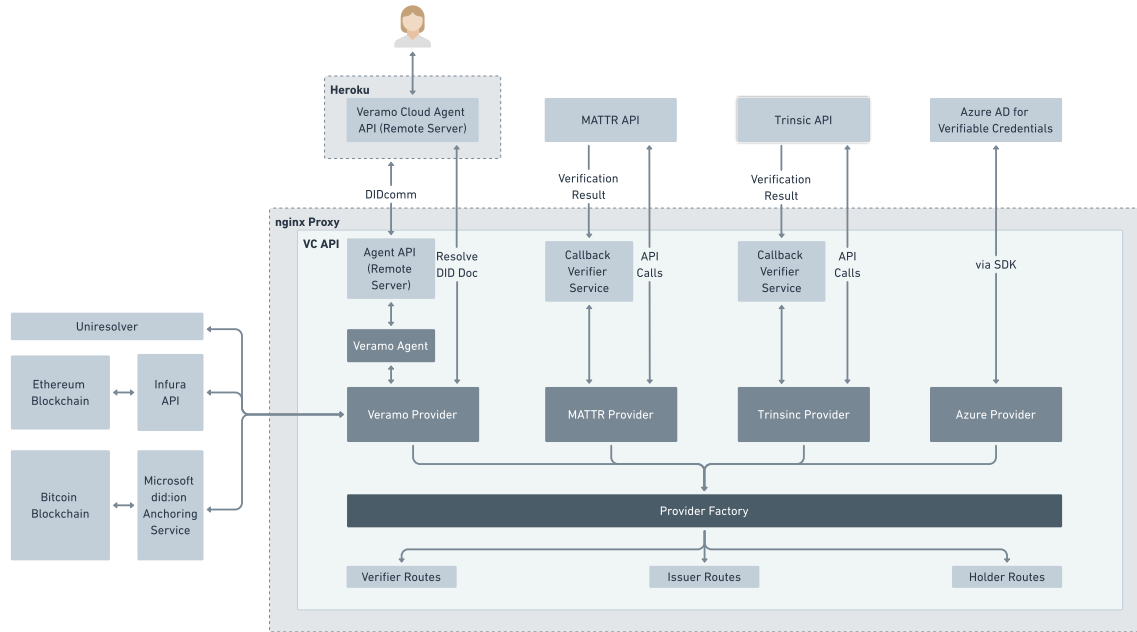 Heroku
Veramo Cloud Agent
API (Remote Server)
MATTR API
Trinsic API
Azure AD for
Verifiable Credentials
DIDcomm
Verification
Result
Verification
Result
nginx Proxy
VC API
Agent API
(Remote
Server)
Resolve
DID Doc
Callback
Verifier
Service
API
Calls
Callback
Verifier
Service
API
Calls
via SDK
Uniresolver
Veramo Agent
Ethereum
Blockchain
Infura
API
Veramo Provider
MATTR Provider
Trinsinc Provider
Azure Provider
Bitcoin
Blockchain
Microsoft
did:ion
Anchoring
Service
Provider Factory
Verifier Routes
Issuer Routes
Holder Routes